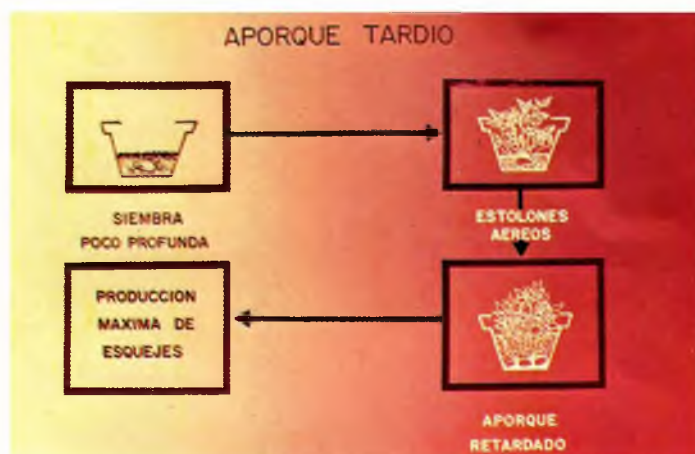 APORQUE TARDIO
SIEMBRA
POCO PROFUNDA
ESTOLONES
AEREOS
APORQUE
RETARDADO
PRODUCCION
MAXIMA DE
ESQUEJES